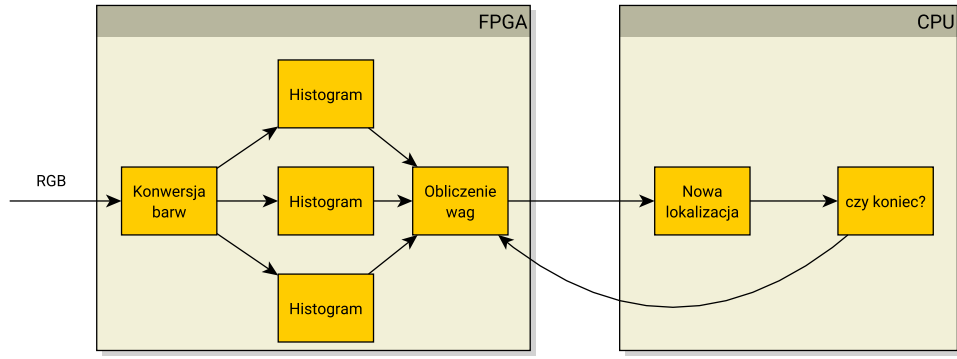 FPGA
CPU
RGB
Konwersja
barw
Histogram
Histogram
Histogram
Obliczenie
wag
Nowa
lokalizacja
czy koniec?